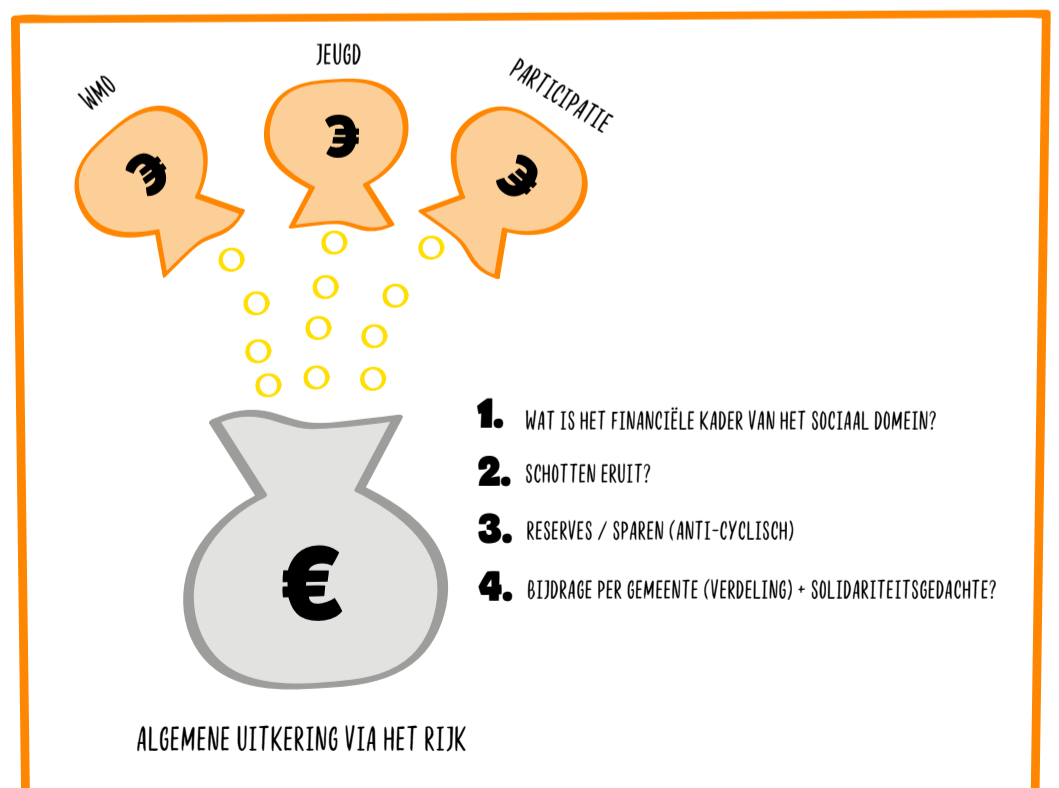 WMO
JEUGD
PARTICIPATIE
€
€
€
1. WAT IS HET FINANCIËLE KADER VAN HET SOCIAAL DOMEIN?
2. SCHOTTEN ERUIT?
3. RESERVES / SPAREN (ANTI-CYCLISCH)
4. BIJDRAGE PER GEMEENTE (VERDELING) + SOLIDARITEITSGEDACHTE?
€
ALGEMENE UITKERING VIA HET RIJK